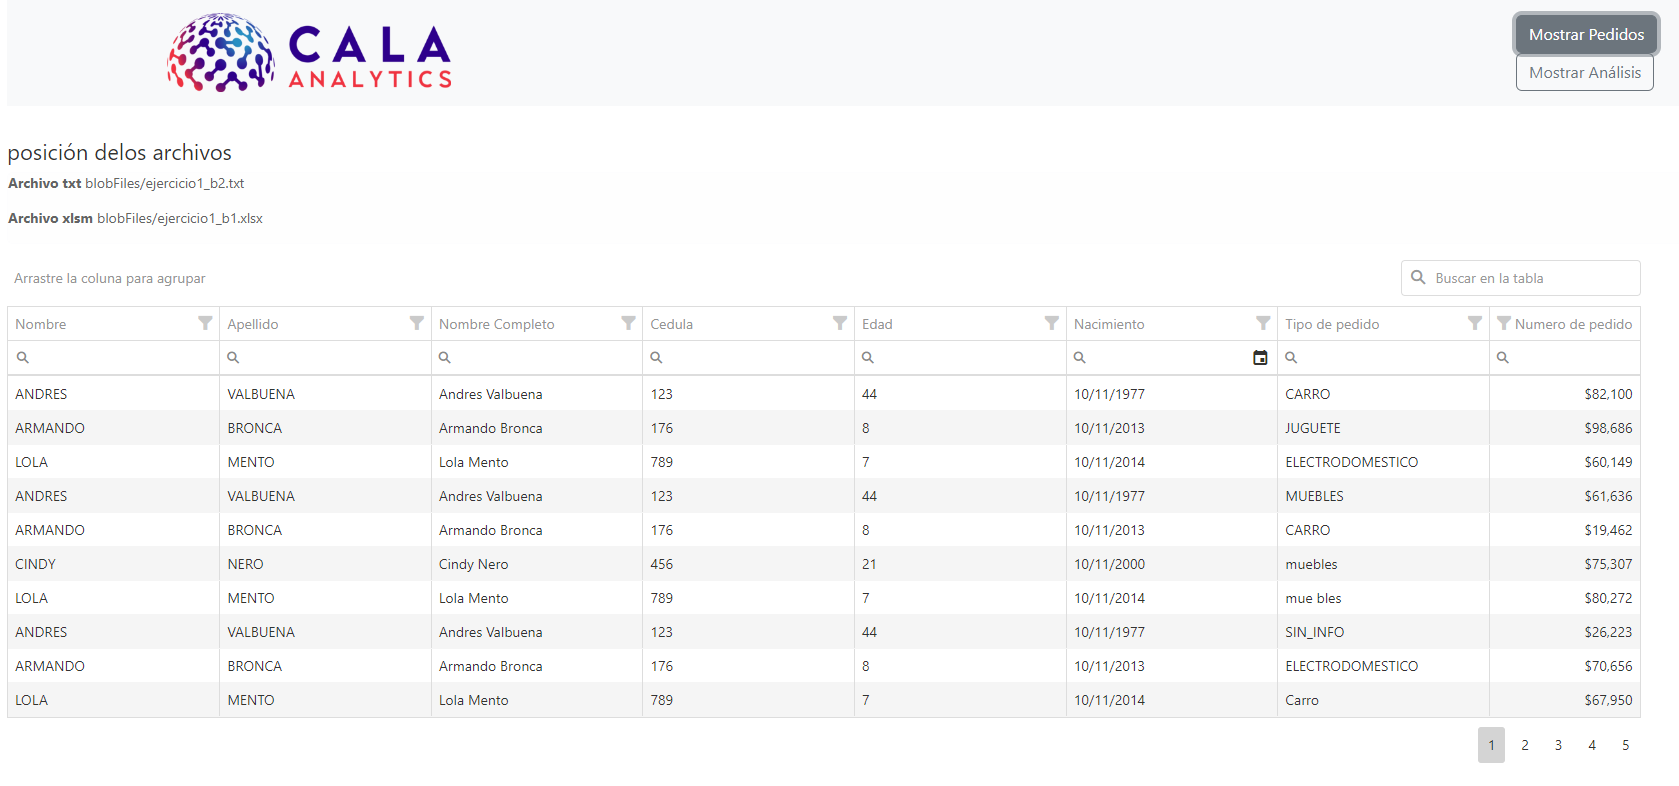 CALA
ANALYTICS
Mostrar Pedidos
Mostrar Análisis
posición delos archivos
Archivo txt blobFiles/ejercicio1_b2.txt
Archivo xlsm blobFiles/ejercicio1_b1.xlsx
Arrastre la coluna para agrupar
Buscar en la tabla
Nombre Apellido Nombre Completo Cedula Edad Nacimiento Tipo de pedido Numero de pedido
ANDRES VALBUENA Andres Valbuena 123 44 10/11/1977 CARRO $82,100
ARMANDO BRONCA Armando Bronca 176 8 10/11/2013 JUGUETE $98,686
LOLA MENTO Lola Mento 789 7 10/11/2014 ELECTRODOMESTICO $60,149
ANDRES VALBUENA Andres Valbuena 123 44 10/11/1977 MUEBLES $61,636
ARMANDO BRONCA Armando Bronca 176 8 10/11/2013 CARRO $19,462
CINDY NERO Cindy Nero 456 21 10/11/2000 muebles $75,307
LOLA MENTO Lola Mento 789 7 10/11/2014 mue bles $80,272
ANDRES VALBUENA Andres Valbuena 123 44 10/11/1977 SIN_INFO $26,223
ARMANDO BRONCA Armando Bronca 176 8 10/11/2013 ELECTRODOMESTICO $70,656
LOLA MENTO Lola Mento 789 7 10/11/2014 Carro $67,950
1 2 3 4 5